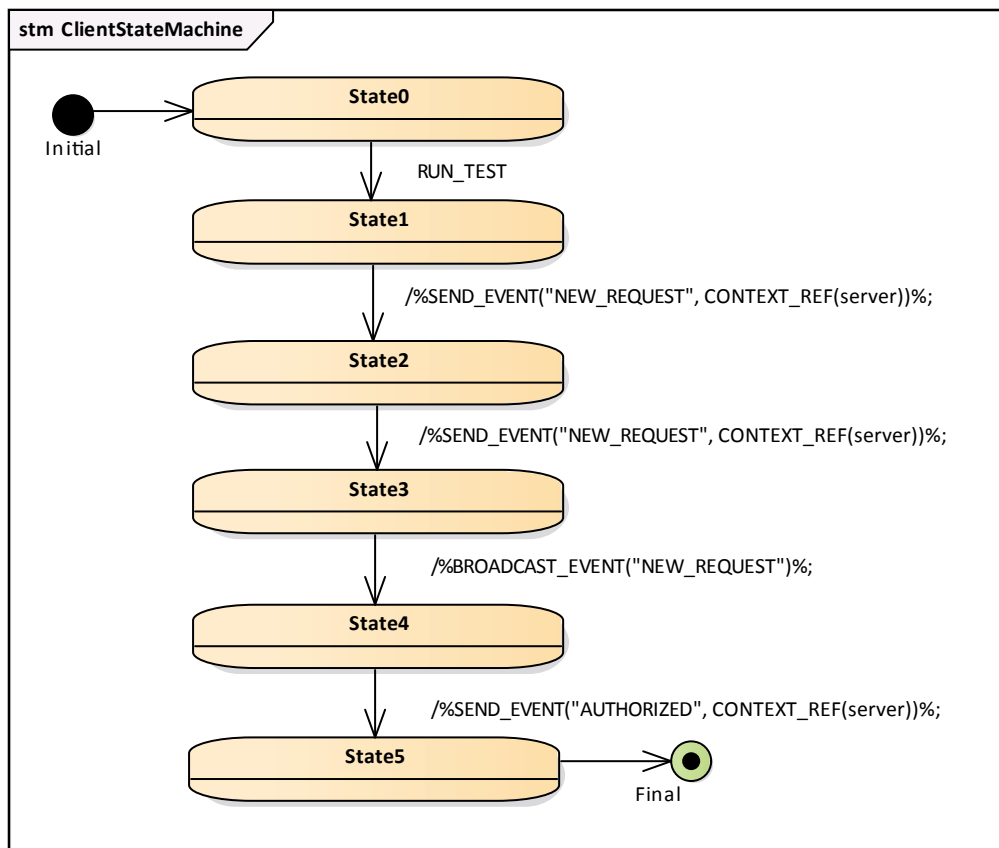 stm ClientStateMachine
State0
Initial
RUN_TEST
State1
/%SEND_EVENT("NEW_REQUEST", CONTEXT_REF(server))%;
State2
/%SEND_EVENT("NEW_REQUEST", CONTEXT_REF(server))%;
State3
/%BROADCAST_EVENT("NEW_REQUEST")%;
State4
/%SEND_EVENT("AUTHORIZED", CONTEXT_REF(server))%;
State5
Final